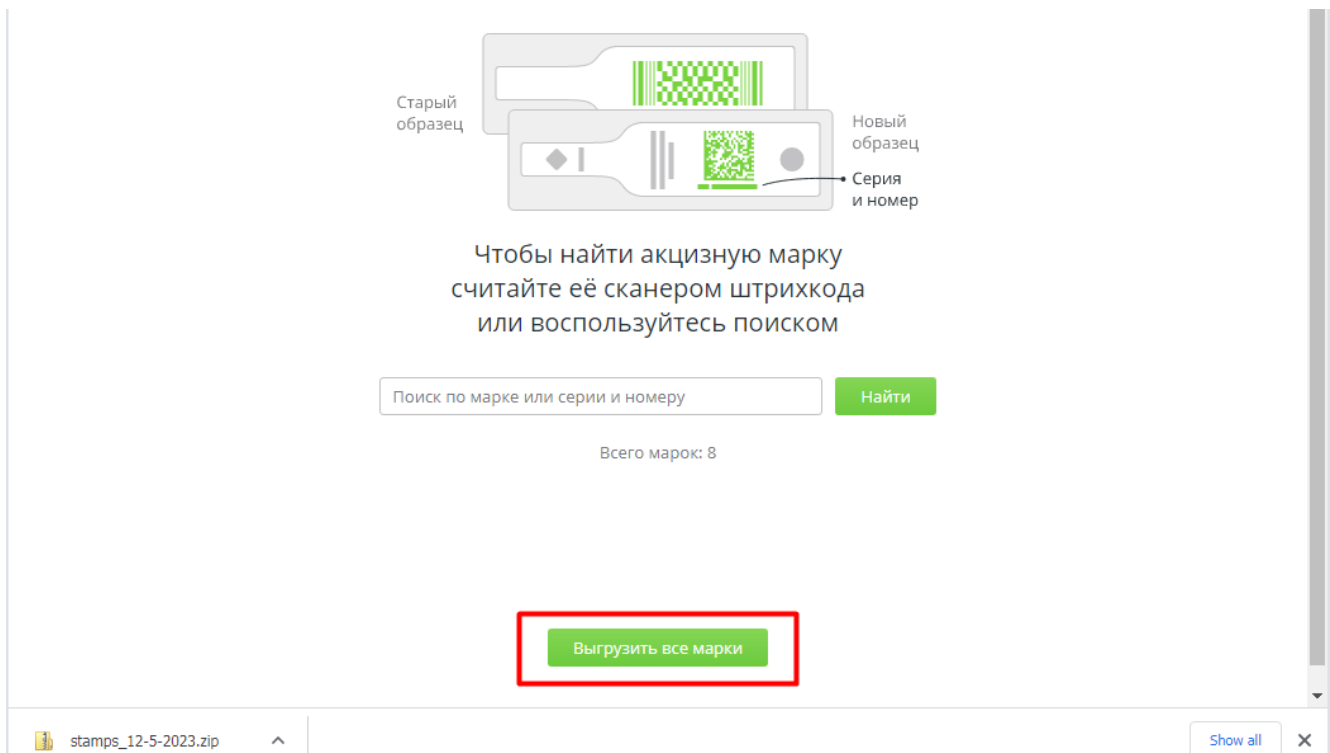 Старый
образец
Новый
образец
Серия
и номер
Чтобы найти акцизную марку
считайте её сканером штрихкода
или воспользуйтесь поиском
Поиск по марке или серии и номеру
Найти
Всего марок: 8
Выгрузить все марки
stamps_12-5-2023.zip
Show all